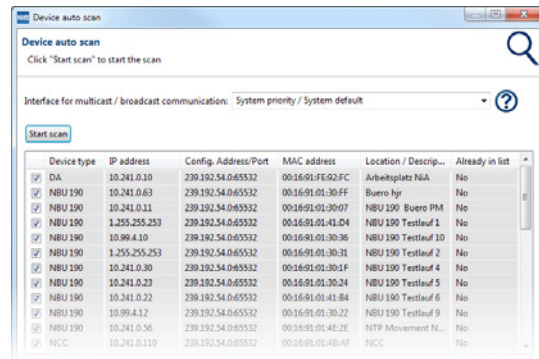 Device auto scan
Device auto scan
Click "Start scan" to start the scan
Interface for multicast / broadcast communication: System priority / System default
Start scan
Device type IP address Config. Address/Port MAC address Location / Descrip... Already in list
DA 10.241.0.10 239.192.54.0:65532 00:16:91:FE:92:FC Arbeitsplatz NiA No
NBU 190 10.241.0.63 239.192.54.0:65532 00:16:91:01:30:FF Buero hjr No
NBU 190 10.241.0.11 239.192.54.0:65532 00:16:91:01:30:07 NBU 190 Buero PM No
NBU 190 1.255.255.253 239.192.54.0:65532 00:16:91:01:41:D4 NBU 190 Testlauf 1 No
NBU 190 10.99.4.10 239.192.54.0:65532 00:16:91:01:30:36 NBU 190 Testlauf 10 No
NBU 190 1.255.255.253 239.192.54.0:65532 00:16:91:01:30:31 NBU 190 Testlauf 2 No
NBU 190 10.241.0.30 239.192.54.0:65532 00:16:91:01:30:1F NBU 190 Testlauf 4 No
NBU 190 10.241.0.23 239.192.54.0:65532 00:16:91:01:30:24 NBU 190 Testlauf 5 No
NBU 190 10.241.0.22 239.192.54.0:65532 00:16:91:01:41:84 NBU 190 Testlauf 6 No
NBU 190 10.99.4.12 239.192.54.0:65532 00:16:91:01:30:22 NBU 190 Testlauf 9 No
NBU 190 10.241.0.56 239.192.54.0:65532 00:16:91:01:4E:2E NTP Movement N... No
NCC 10.241.0.110 239.192.54.0:65532 00:16:91:01:4B:AF NCC No